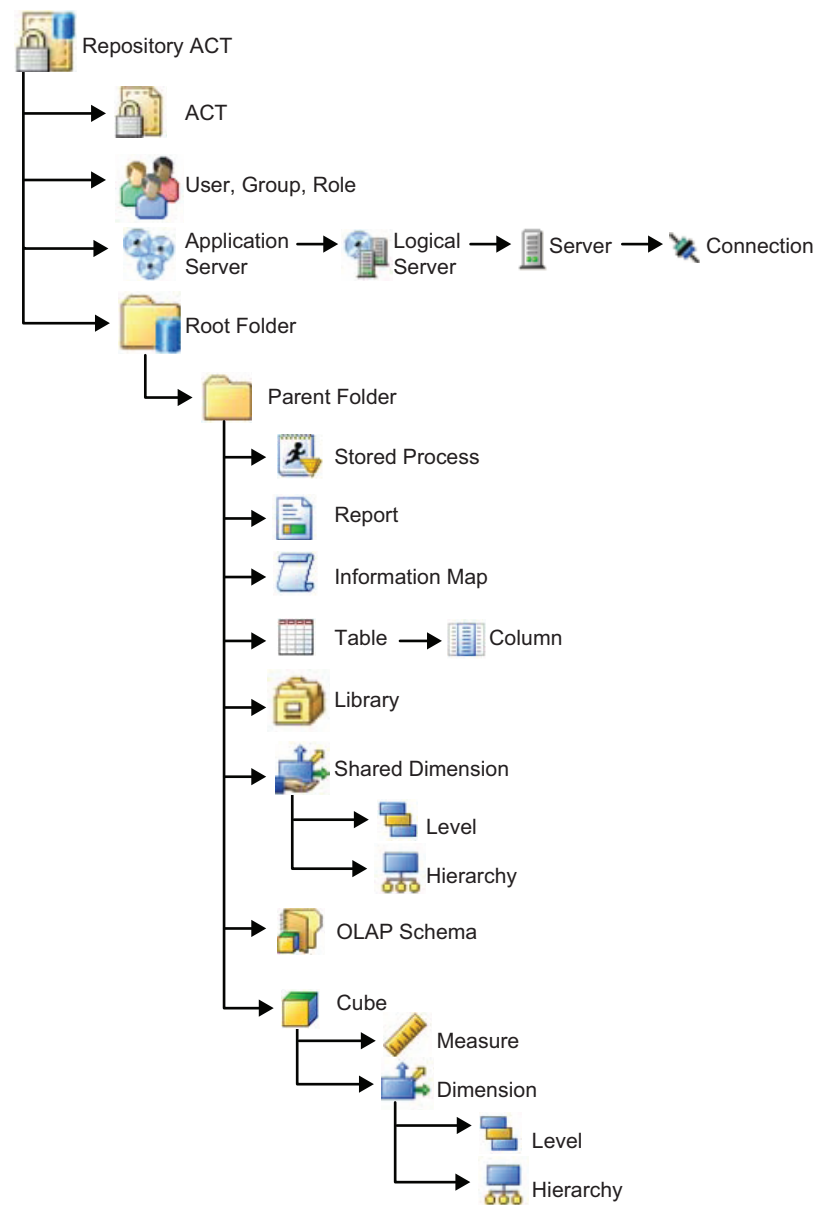 Repository ACT
ACT
User, Group, Role
Application
Server
Logical
Server
Server
Connection
Root Folder
Parent Folder
Stored Process
Report
Information Map
Table
Column
Library
Shared Dimension
Level
Hierarchy
OLAP Schema
Cube
Measure
Dimension
Level
Hierarchy